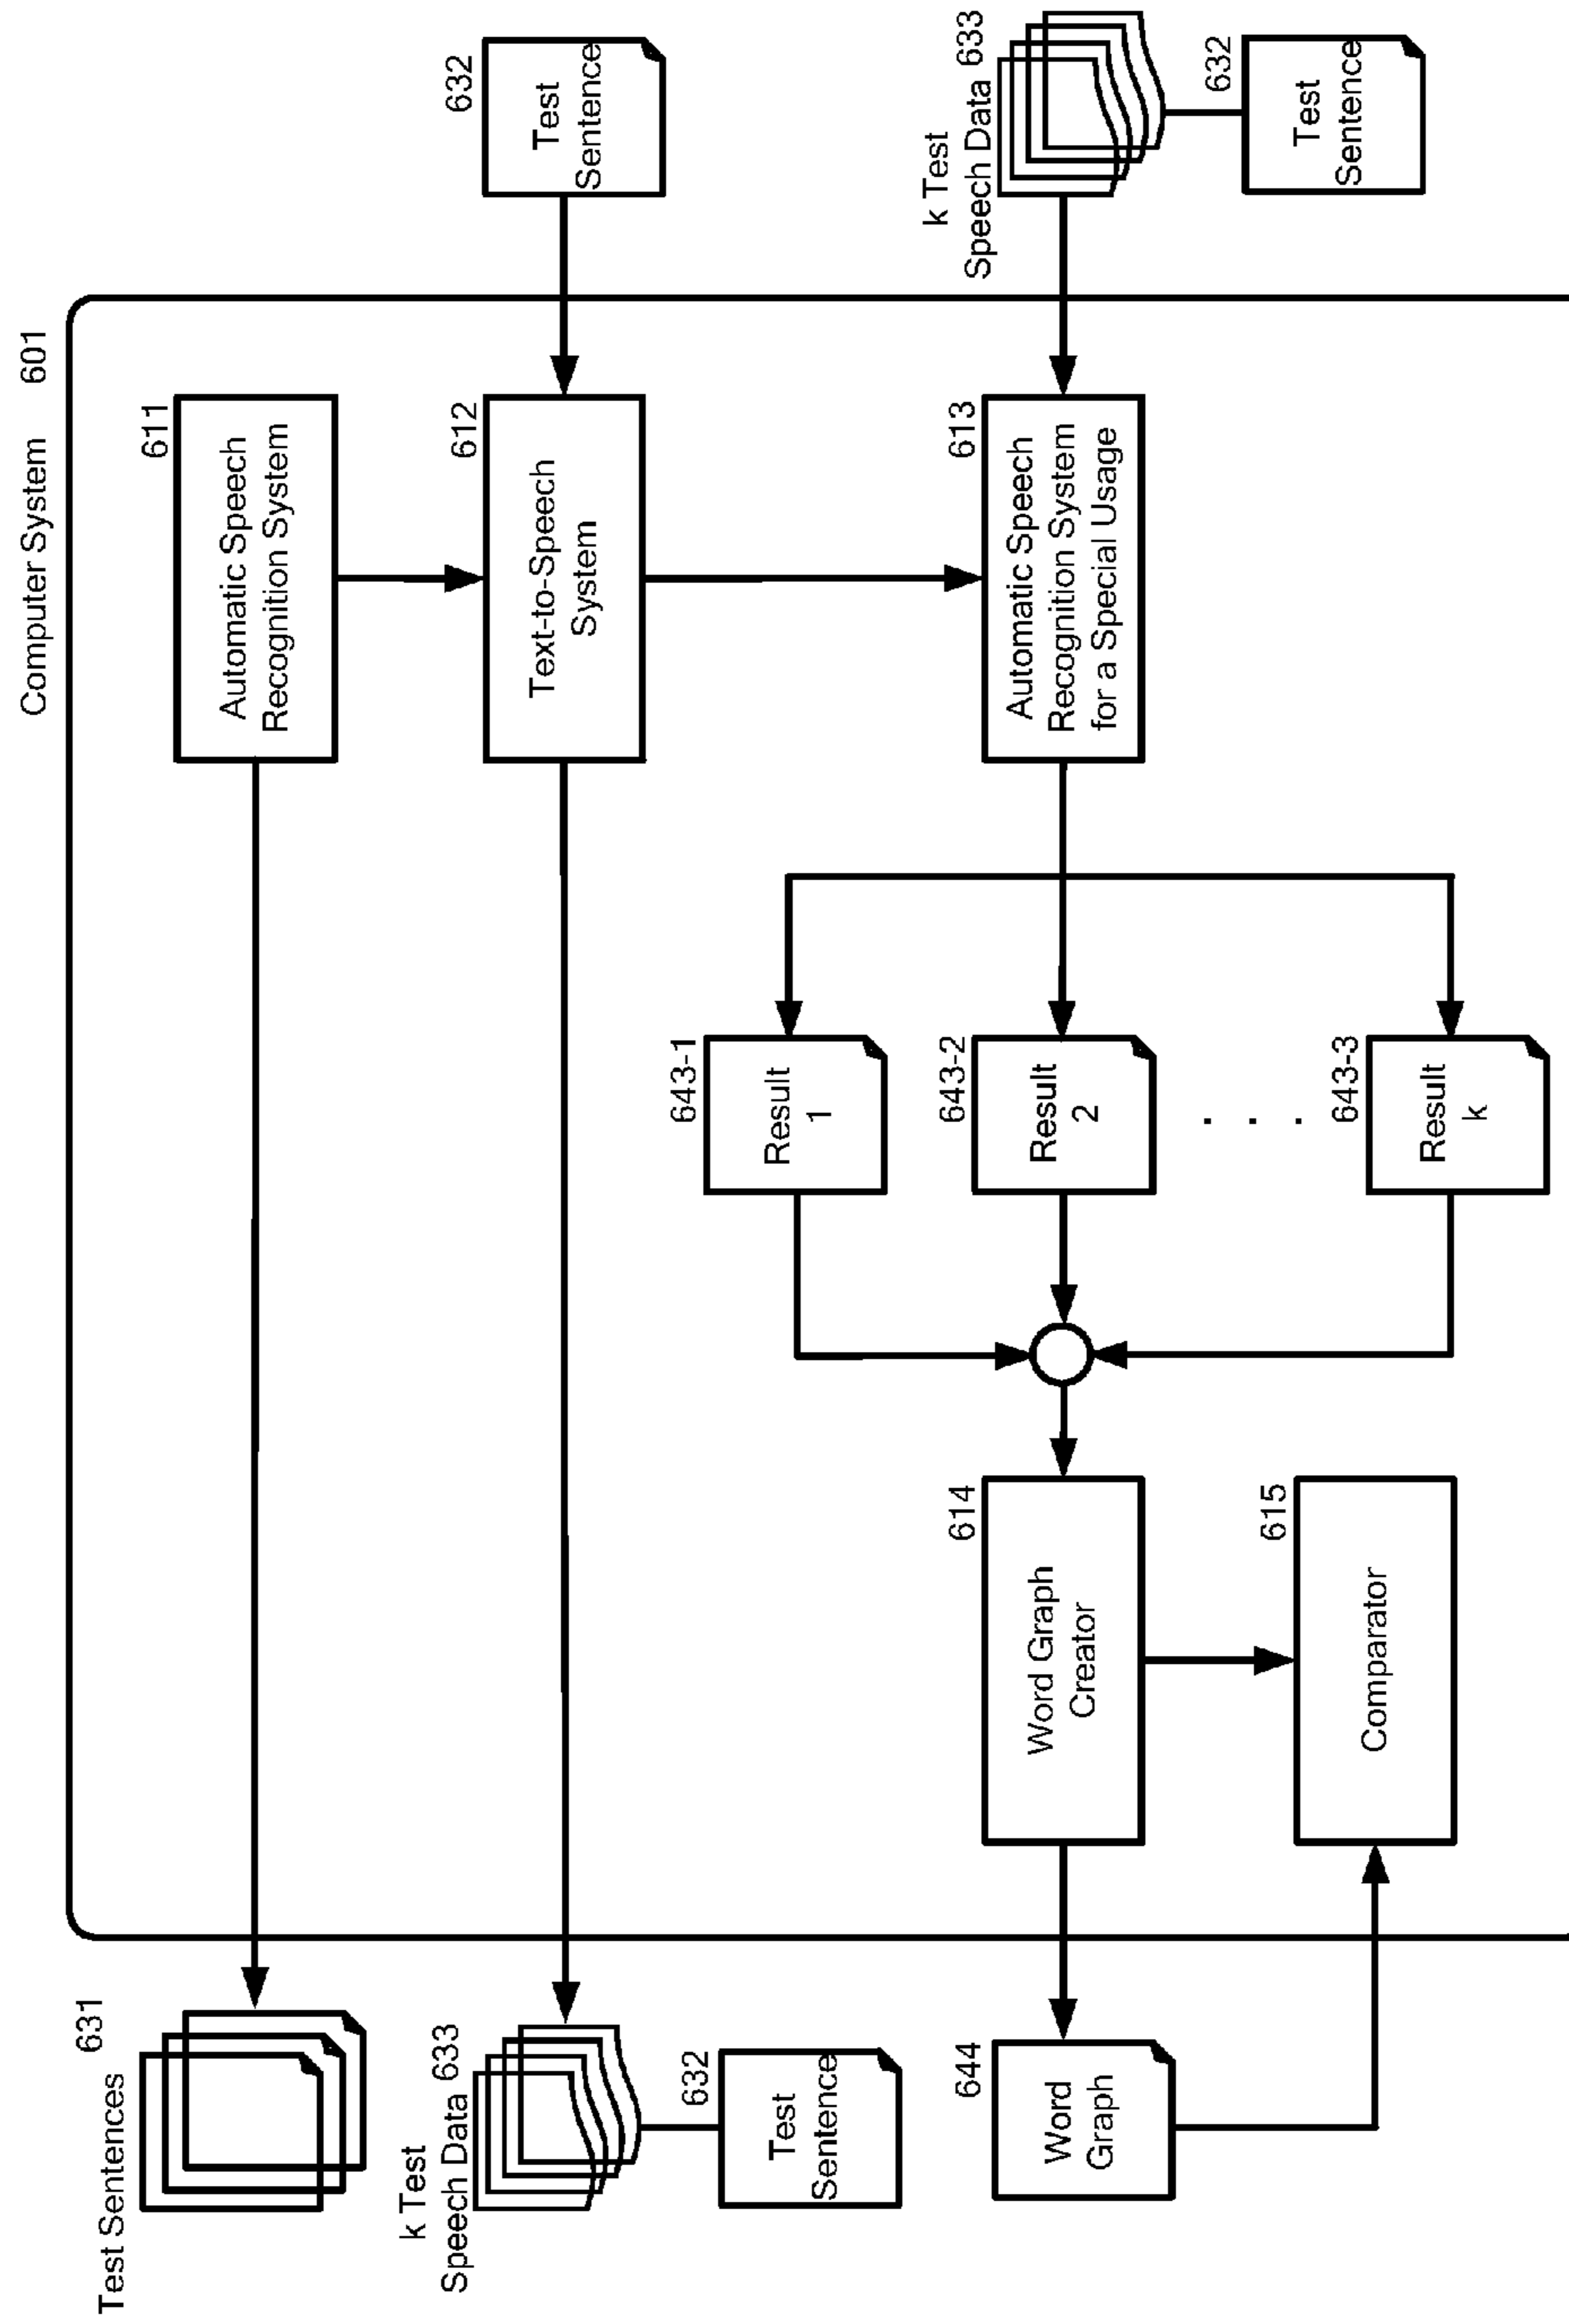 Computer System 601
611
Automatic Speech
Recognition System
Test Sentences
631
632
Test
Sentence
612
Text-to-Speech
System
k Test
Speech Data 633
632
Test
Sentence
k Test
Speech Data 633
632
Test
Sentence
613
Automatic Speech
Recognition System
for a Special Usage
643-1
Result
1
643-2
Result
2
. . .
643-3
Result
k
614
Word Graph
Creator
644
Word
Graph
615
Comparator